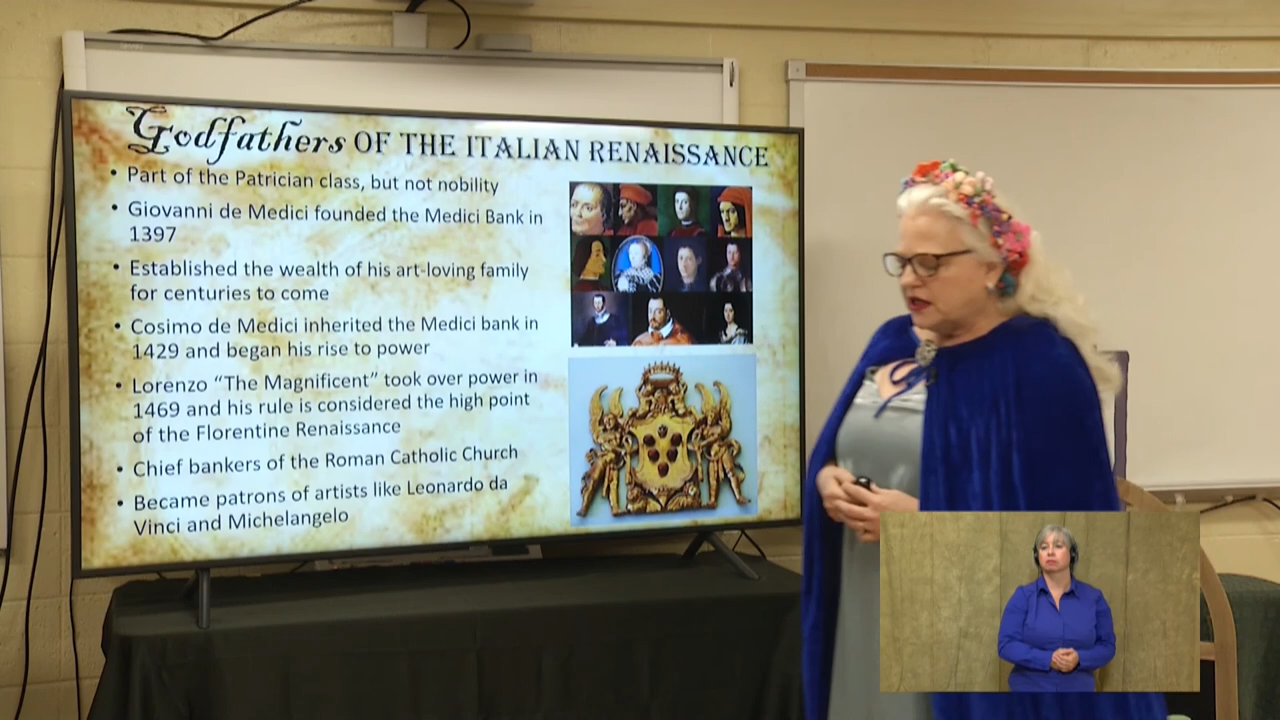 Godfathers OF THE ITALIAN RENAISSANCE
• Part of the Patrician class, but not nobility
• Giovanni de Medici founded the Medici Bank in
1397
• Established the wealth of his art-loving family
for centuries to come
• Cosimo de Medici inherited the Medici bank in
1429 and began his rise to power
• Lorenzo “The Magnificent” took over power in
1469 and his rule is considered the high point
of the Florentine Renaissance
• Chief bankers of the Roman Catholic Church
• Became patrons of artists like Leonardo da
Vinci and Michelangelo